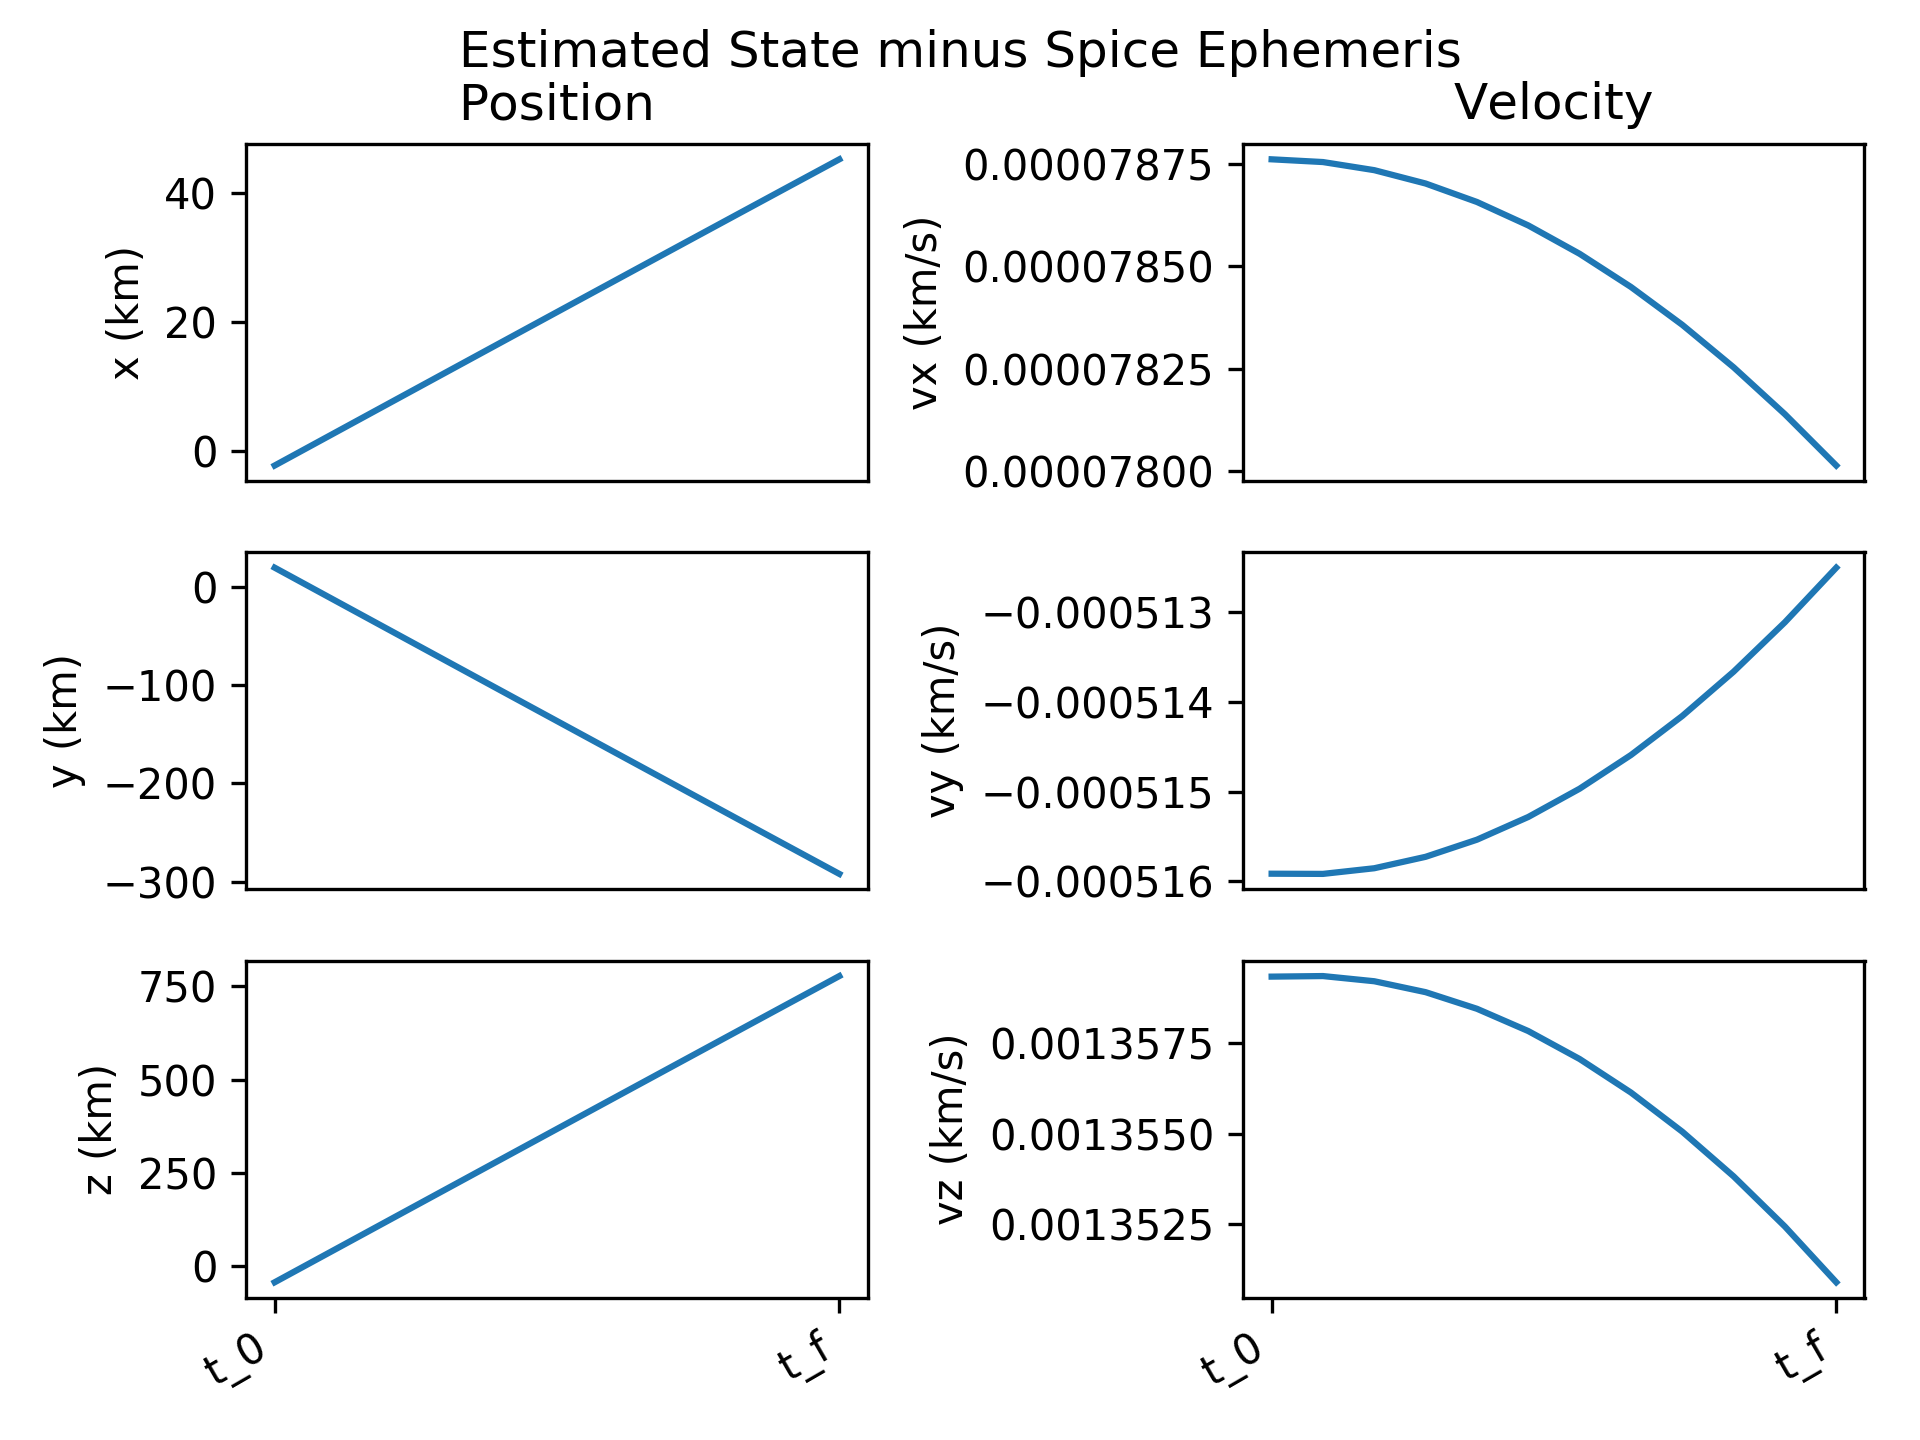 Estimated State minus Spice Ephemeris
Position
Velocity
x (km)
40
20
0
vx (km/s)
0.00007875
0.00007850
0.00007825
0.00007800
y (km)
0
−100
−200
−300
vy (km/s)
−0.000513
−0.000514
−0.000515
−0.000516
z (km)
750
500
250
0
vz (km/s)
0.0013575
0.0013550
0.0013525
t_0
t_f
t_0
t_f